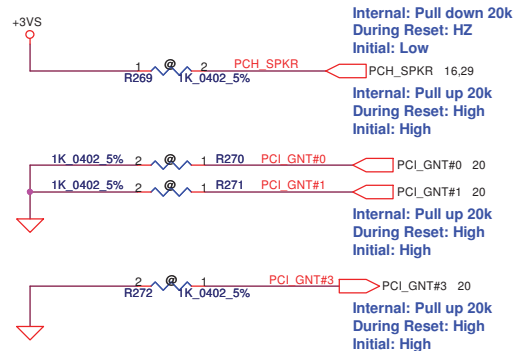 Internal: Pull down 20k
+3VS
During Reset: HZ
Initial: Low
1 @ 2 PCH_SPKR
PCH_SPKR 16,29
R269 1K_0402_5%
Internal: Pull up 20k
During Reset: High
Initial: High
1K_0402_5% 2 @ 1 R270 PCI_GNT#0
PCI_GNT#0 20
1K_0402_5% 2 @ 1 R271 PCI_GNT#1
PCI_GNT#1 20
Internal: Pull up 20k
During Reset: High
Initial: High
2 @ 1 PCI_GNT#3
PCI_GNT#3 20
R272 1K_0402_5%
Internal: Pull up 20k
During Reset: High
Initial: High